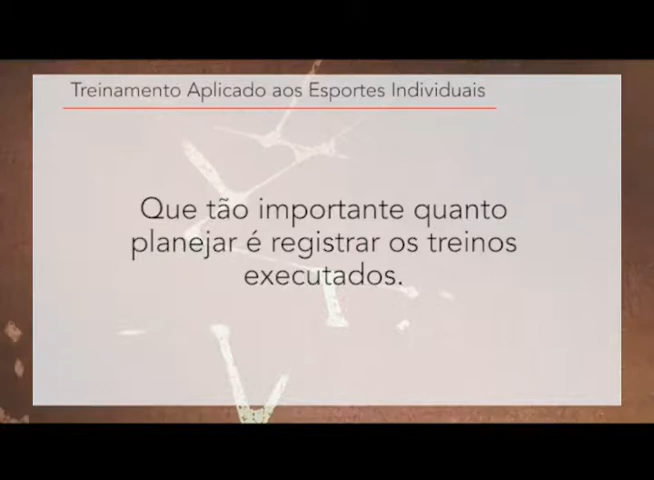 Treinamento Aplicado aos Esportes Individuais
Que tão importante quanto
planejar é registrar os treinos
executados.